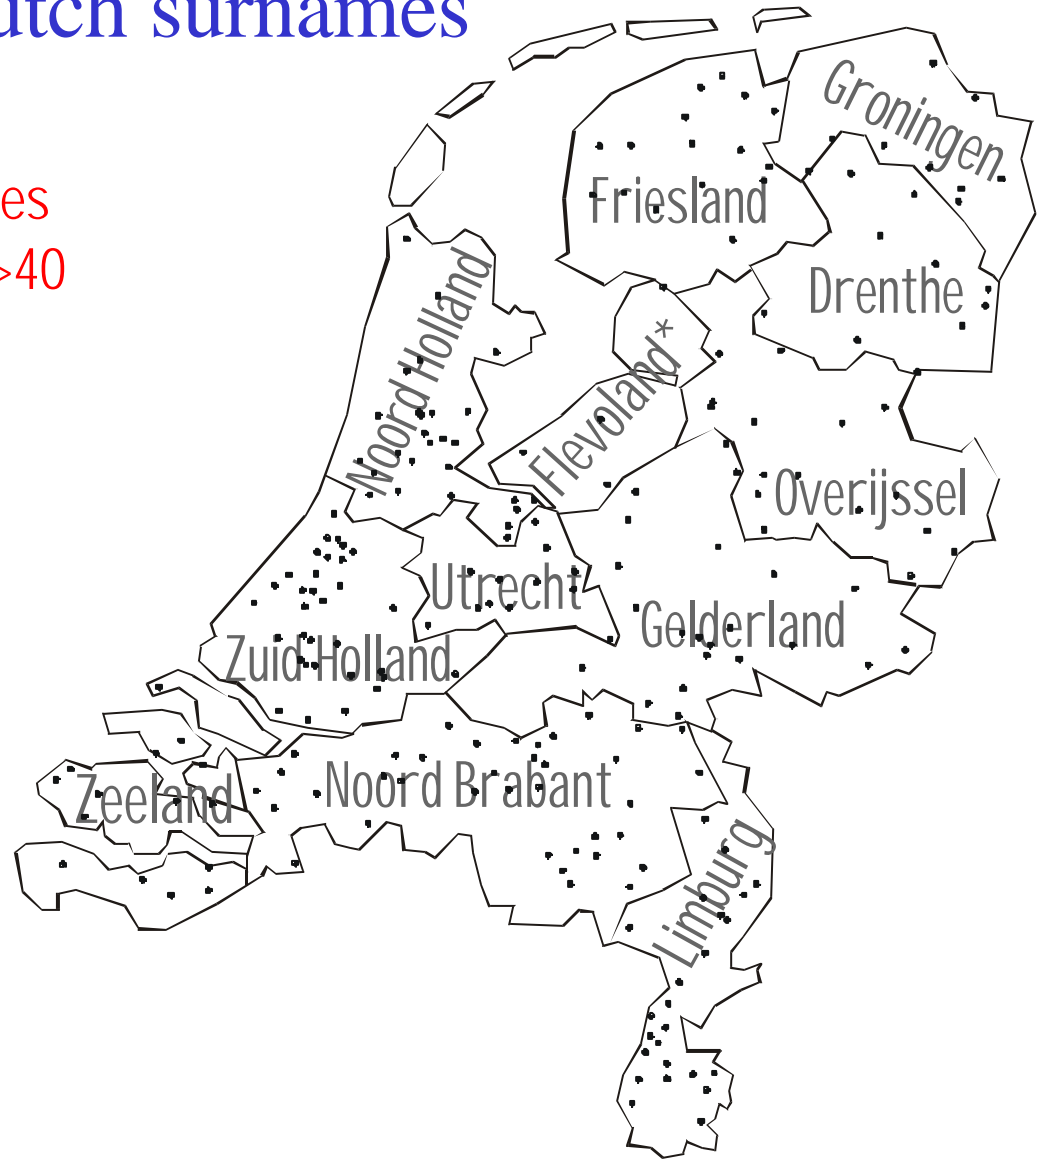 utch surnames
es
>40
Groningen
Friesland
Drenthe
Noord Holland
Flevoland*
Overijssel
Utrecht
Gelderland
Zuid Holland
Noord Brabant
Zeeland
Limburg